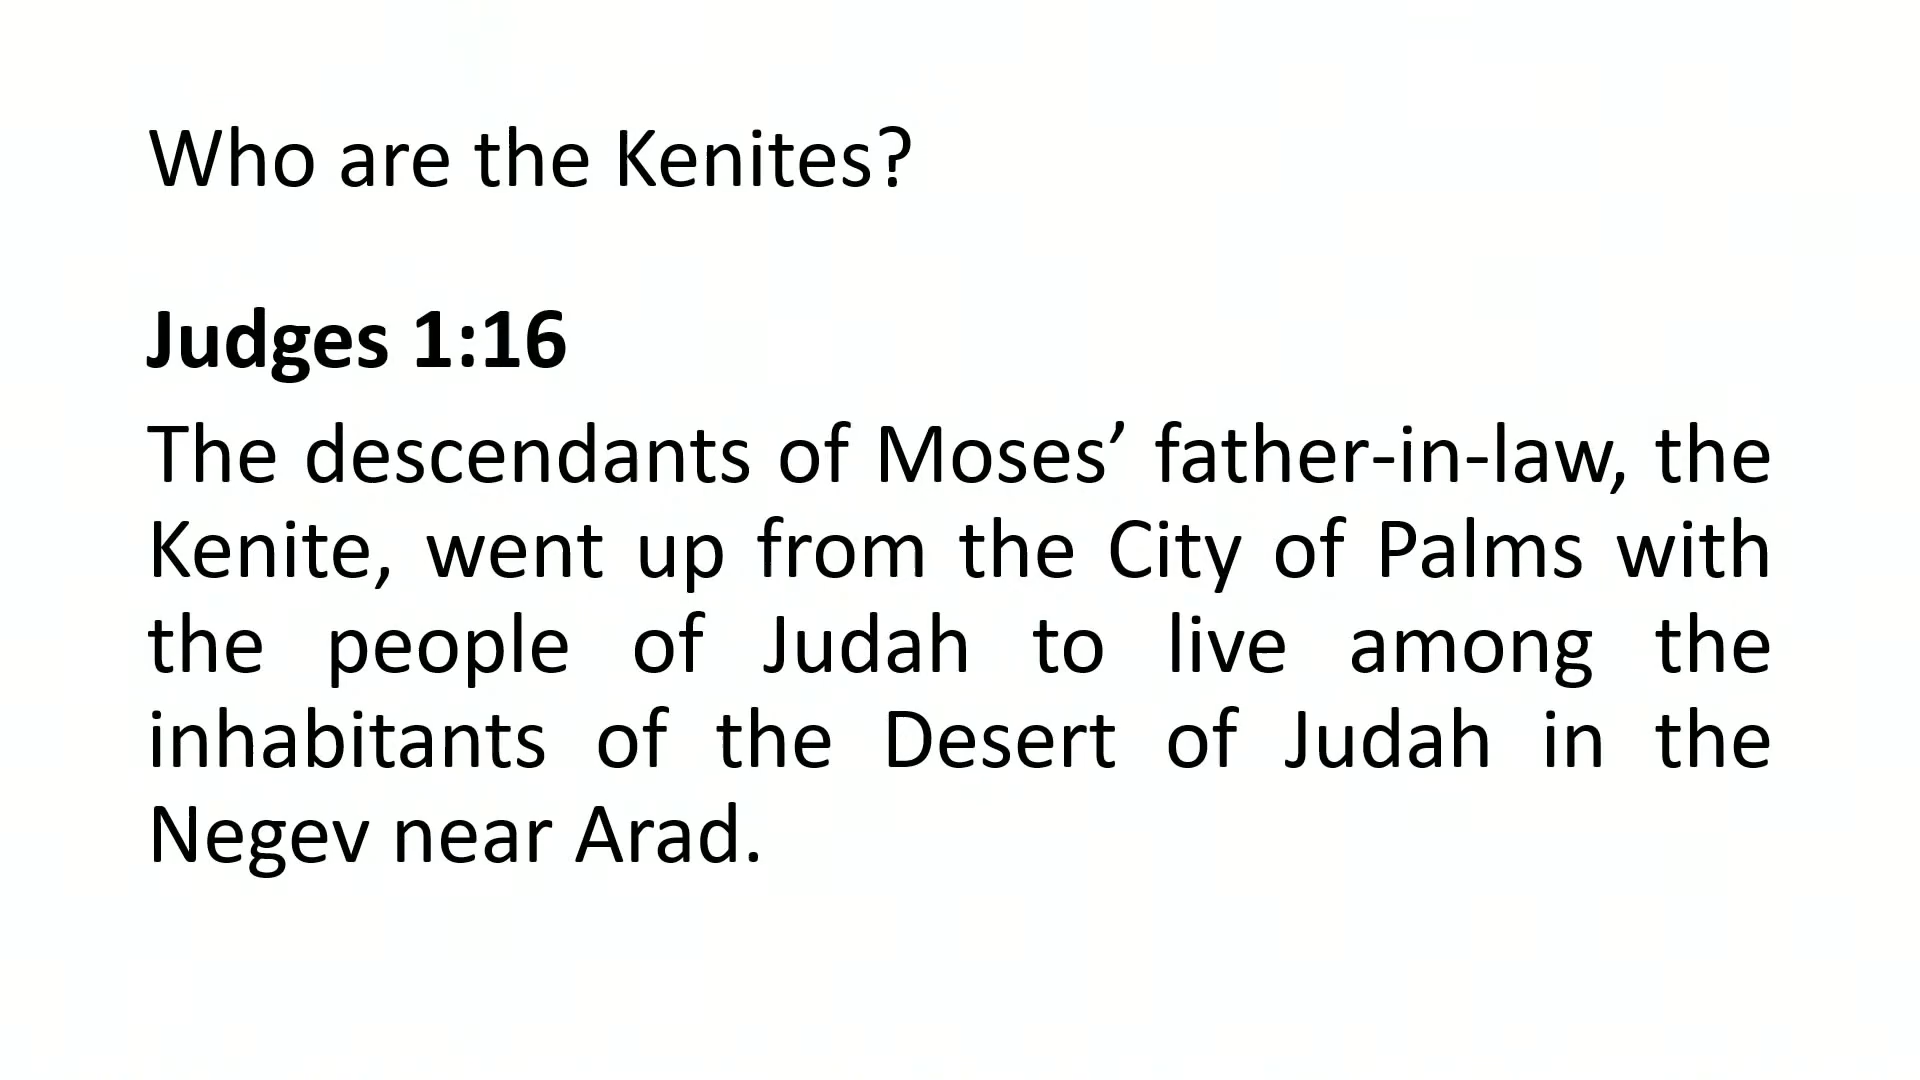 Who are the Kenites?
Judges 1:16
The descendants of Moses’ father-in-law, the
Kenite, went up from the City of Palms with
the people of Judah to live among the
inhabitants of the Desert of Judah in the
Negev near Arad.